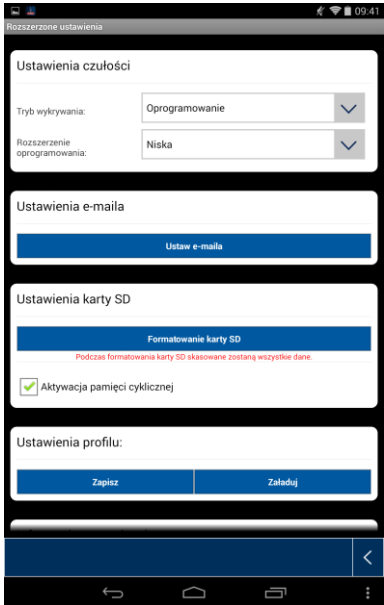 09:41
Rozszerzone ustawienia
Ustawienia czułości
Tryb wykrywania:
Oprogramowanie
Rozszerzenie
oprogramowania:
Niska
Ustawienia e-maila
Ustaw e-maila
Ustawienia karty SD
Formatowanie karty SD
Podczas formatowania karty SD skasowane zostaną wszystkie dane.
Aktywacja pamięci cyklicznej
Ustawienia profilu:
Zapisz
Załaduj